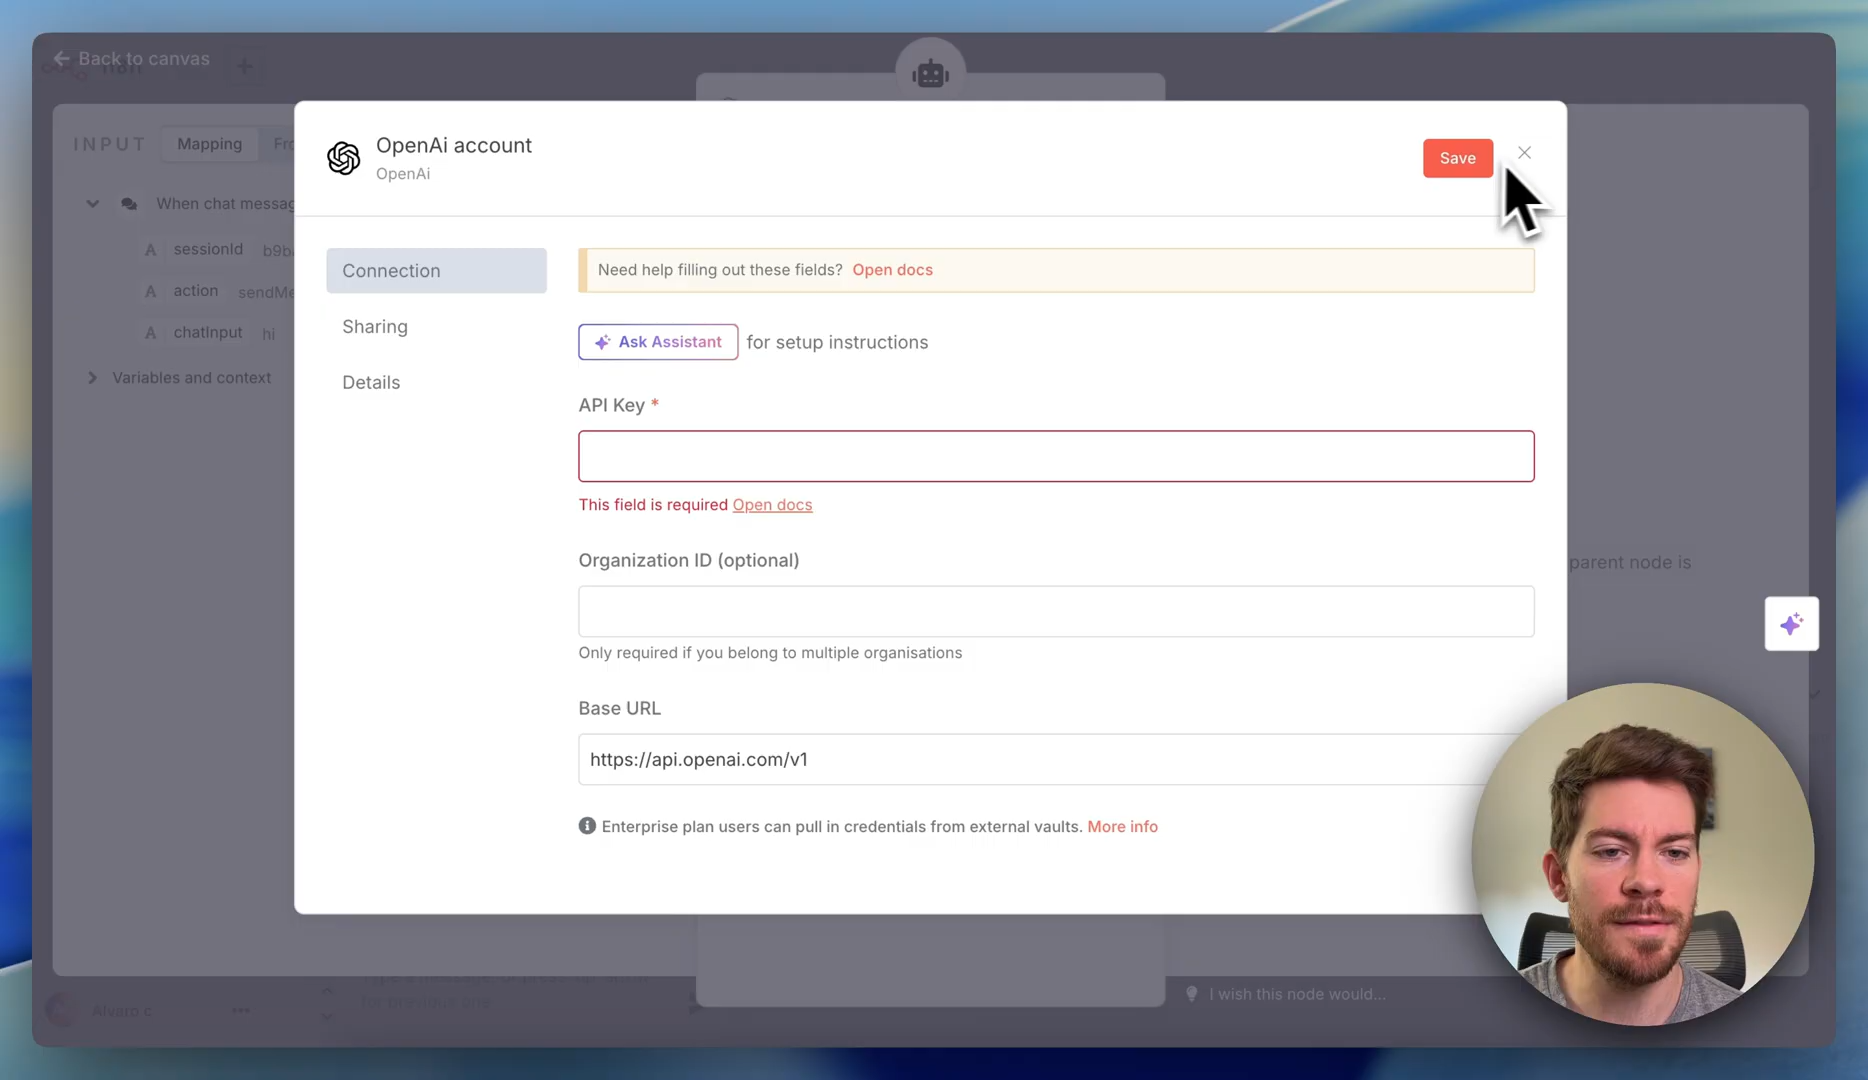 Back to canvas
INPUT
Mapping
Fro
When chat messag
A sessionId b9b
A action sendMe
A chatInput hi
Variables and context
OpenAi account
OpenAi
Save
Connection
Sharing
Details
Need help filling out these fields? Open docs
Ask Assistant for setup instructions
API Key *
This field is required Open docs
Organization ID (optional)
Only required if you belong to multiple organisations
Base URL
https://api.openai.com/v1
Enterprise plan users can pull in credentials from external vaults. More info
parent node is
for previous one
Alvaro c
I wish this node would...